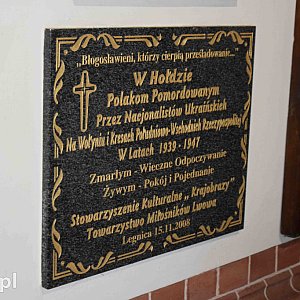 „Błogosławieni, którzy cierpią prześladowanie..."
W Hołdzie
Polakom Pomordowanym
Przez Nacjonalistów Ukraińskich
Na Wołyniu i Kresach Południowo-Wschodnich Rzeczypospolitej
W Latach 1939 - 1947
Zmarłym - Wieczne Odpoczywanie
Żywym - Pokój i Pojednanie
Stowarzyszenie Kulturalne „Krajobrazy"
Towarzystwo Miłośników Lwowa
Legnica 15.11.2008
.pl